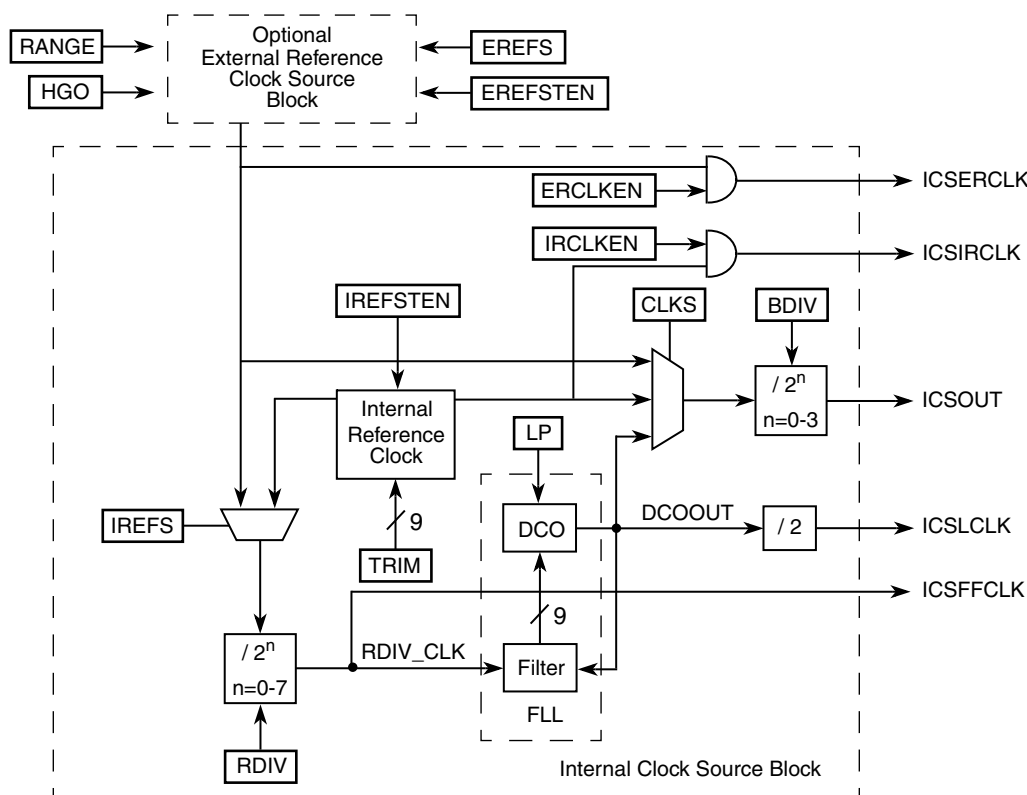 Optional
External Reference
Clock Source
Block
RANGE
HGO
EREFS
EREFSTEN
ERCLKEN
ICSERCLK
IRCLKEN
ICSIRCLK
IREFSTEN
CLKS
BDIV
Internal
Reference
Clock
/ 2n
n=0-3
ICSOUT
LP
IREFS
9
TRIM
DCO
DCOOUT
/ 2
ICSLCLK
ICSFFCLK
9
/ 2n
n=0-7
RDIV_CLK
Filter
FLL
RDIV
Internal Clock Source Block